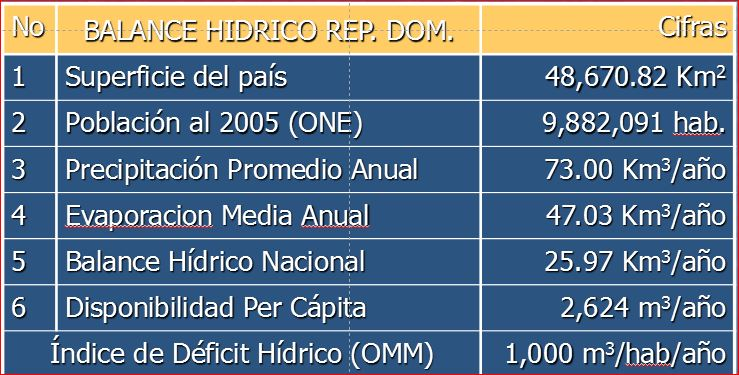 No BALANCE HIDRICO REP. DOM. Cifras
1 Superficie del país 48,670.82 Km²
2 Población al 2005 (ONE) 9,882,091 hab.
3 Precipitación Promedio Anual 73.00 Km³/año
4 Evaporacion Media Anual 47.03 Km³/año
5 Balance Hídrico Nacional 25.97 Km³/año
6 Disponibilidad Per Cápita 2,624 m³/año
Índice de Déficit Hídrico (OMM) 1,000 m³/hab/año